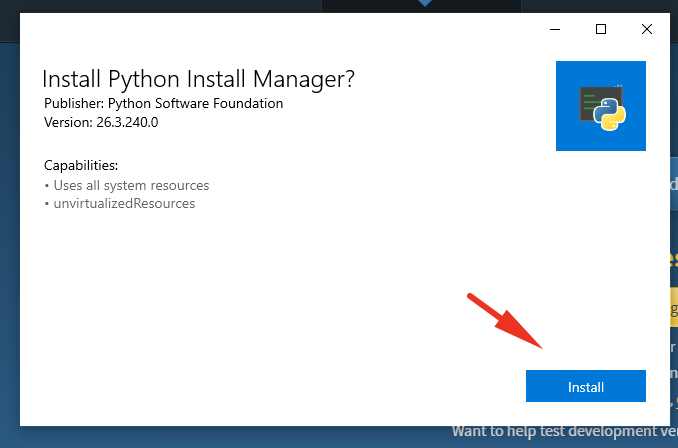 Install Python Install Manager?
Publisher: Python Software Foundation
Version: 26.3.240.0
Capabilities:
• Uses all system resources
• unvirtualizedResources
Install
Want to help test development ver